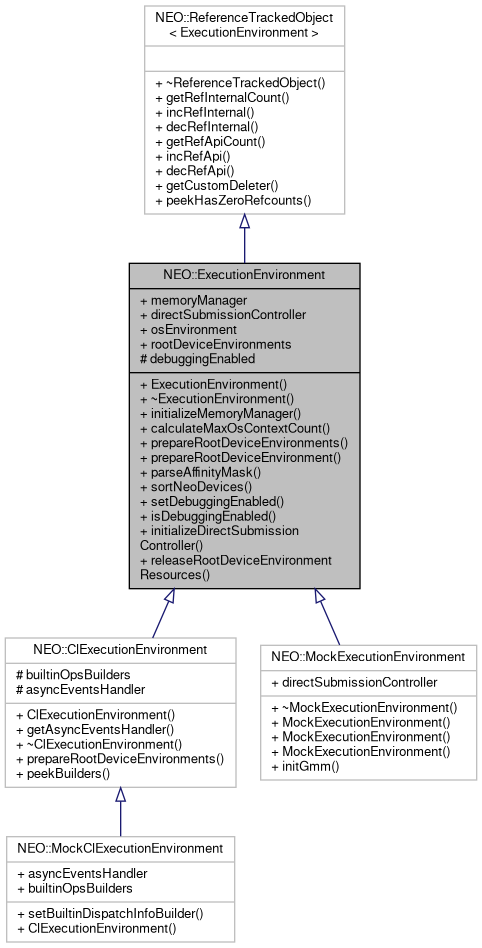 NEO::ReferenceTrackedObject
< ExecutionEnvironment >
+ ~ReferenceTrackedObject()
+ getRefInternalCount()
+ incRefInternal()
+ decRefInternal()
+ getRefApiCount()
+ incRefApi()
+ decRefApi()
+ getCustomDeleter()
+ peekHasZeroRefcounts()
NEO::ExecutionEnvironment
+ memoryManager
+ directSubmissionController
+ osEnvironment
+ rootDeviceEnvironments
# debuggingEnabled
+ ExecutionEnvironment()
+ ~ExecutionEnvironment()
+ initializeMemoryManager()
+ calculateMaxOsContextCount()
+ prepareRootDeviceEnvironments()
+ prepareRootDeviceEnvironment()
+ parseAffinityMask()
+ sortNeoDevices()
+ setDebuggingEnabled()
+ isDebuggingEnabled()
+ initializeDirectSubmission
Controller()
+ releaseRootDeviceEnvironment
Resources()
NEO::ClExecutionEnvironment
# builtinOpsBuilders
# asyncEventsHandler
+ ClExecutionEnvironment()
+ getAsyncEventsHandler()
+ ~ClExecutionEnvironment()
+ prepareRootDeviceEnvironments()
+ peekBuilders()
NEO::MockExecutionEnvironment
+ directSubmissionController
+ ~MockExecutionEnvironment()
+ MockExecutionEnvironment()
+ MockExecutionEnvironment()
+ MockExecutionEnvironment()
+ initGmm()
NEO::MockClExecutionEnvironment
+ asyncEventsHandler
+ builtinOpsBuilders
+ setBuiltinDispatchInfoBuilder()
+ ClExecutionEnvironment()